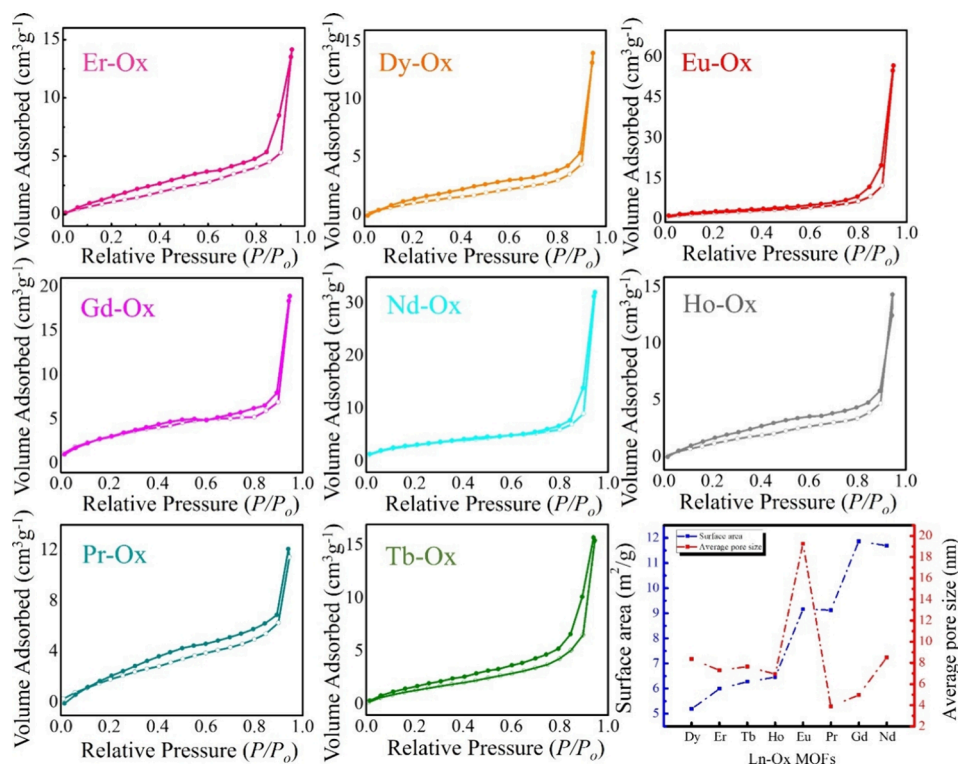 Er-Ox
Volume Adsorbed (cm³g⁻¹)
15
10
5
0
0.0 0.2 0.4 0.6 0.8 1.0
Relative Pressure (P/Pₒ)
Dy-Ox
Volume Adsorbed (cm³g⁻¹)
15
10
5
0
0.0 0.2 0.4 0.6 0.8 1.0
Relative Pressure (P/Pₒ)
Eu-Ox
Volume Adsorbed (cm³g⁻¹)
60
45
30
15
0
0.0 0.2 0.4 0.6 0.8 1.0
Relative Pressure (P/Pₒ)
Gd-Ox
Volume Adsorbed (cm³g⁻¹)
20
15
10
5
0
0.0 0.2 0.4 0.6 0.8 1.0
Relative Pressure (P/Pₒ)
Nd-Ox
Volume Adsorbed (cm³g⁻¹)
30
20
10
0
0.0 0.2 0.4 0.6 0.8 1.0
Relative Pressure (P/Pₒ)
Ho-Ox
Volume Adsorbed (cm³g⁻¹)
15
10
5
0
0.0 0.2 0.4 0.6 0.8 1.0
Relative Pressure (P/Pₒ)
Pr-Ox
Volume Adsorbed (cm³g⁻¹)
12
8
4
0
0.0 0.2 0.4 0.6 0.8 1.0
Relative Pressure (P/Pₒ)
Tb-Ox
Volume Adsorbed (cm³g⁻¹)
15
10
5
0
0.0 0.2 0.4 0.6 0.8 1.0
Relative Pressure (P/Pₒ)
Surface area
Average pore size
Surface area (m²/g)
12
11
10
9
8
7
6
5
Average pore size (nm)
20
18
16
14
12
10
8
6
4
2
Dy Er Tb Ho Eu Pr Gd Nd
Ln-Ox MOFs